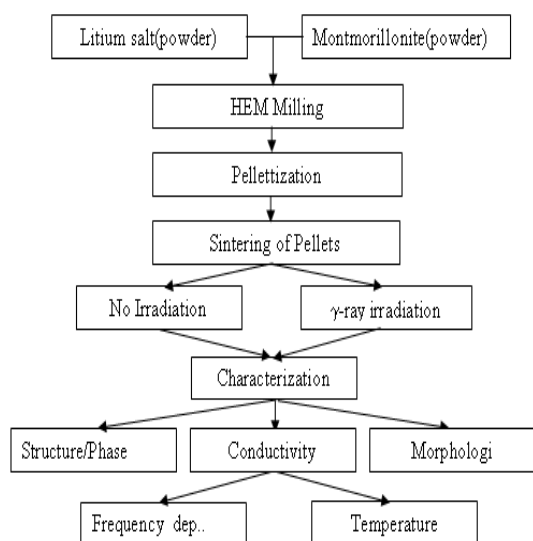 Litium salt(powder)
Montmorillonite(powder)
HEM Milling
Pellettization
Sintering of Pellets
No Irradiation
γ-ray irradiation
Characterization
Structure/Phase
Conductivity
Morphologi
Frequency dep..
Temperature